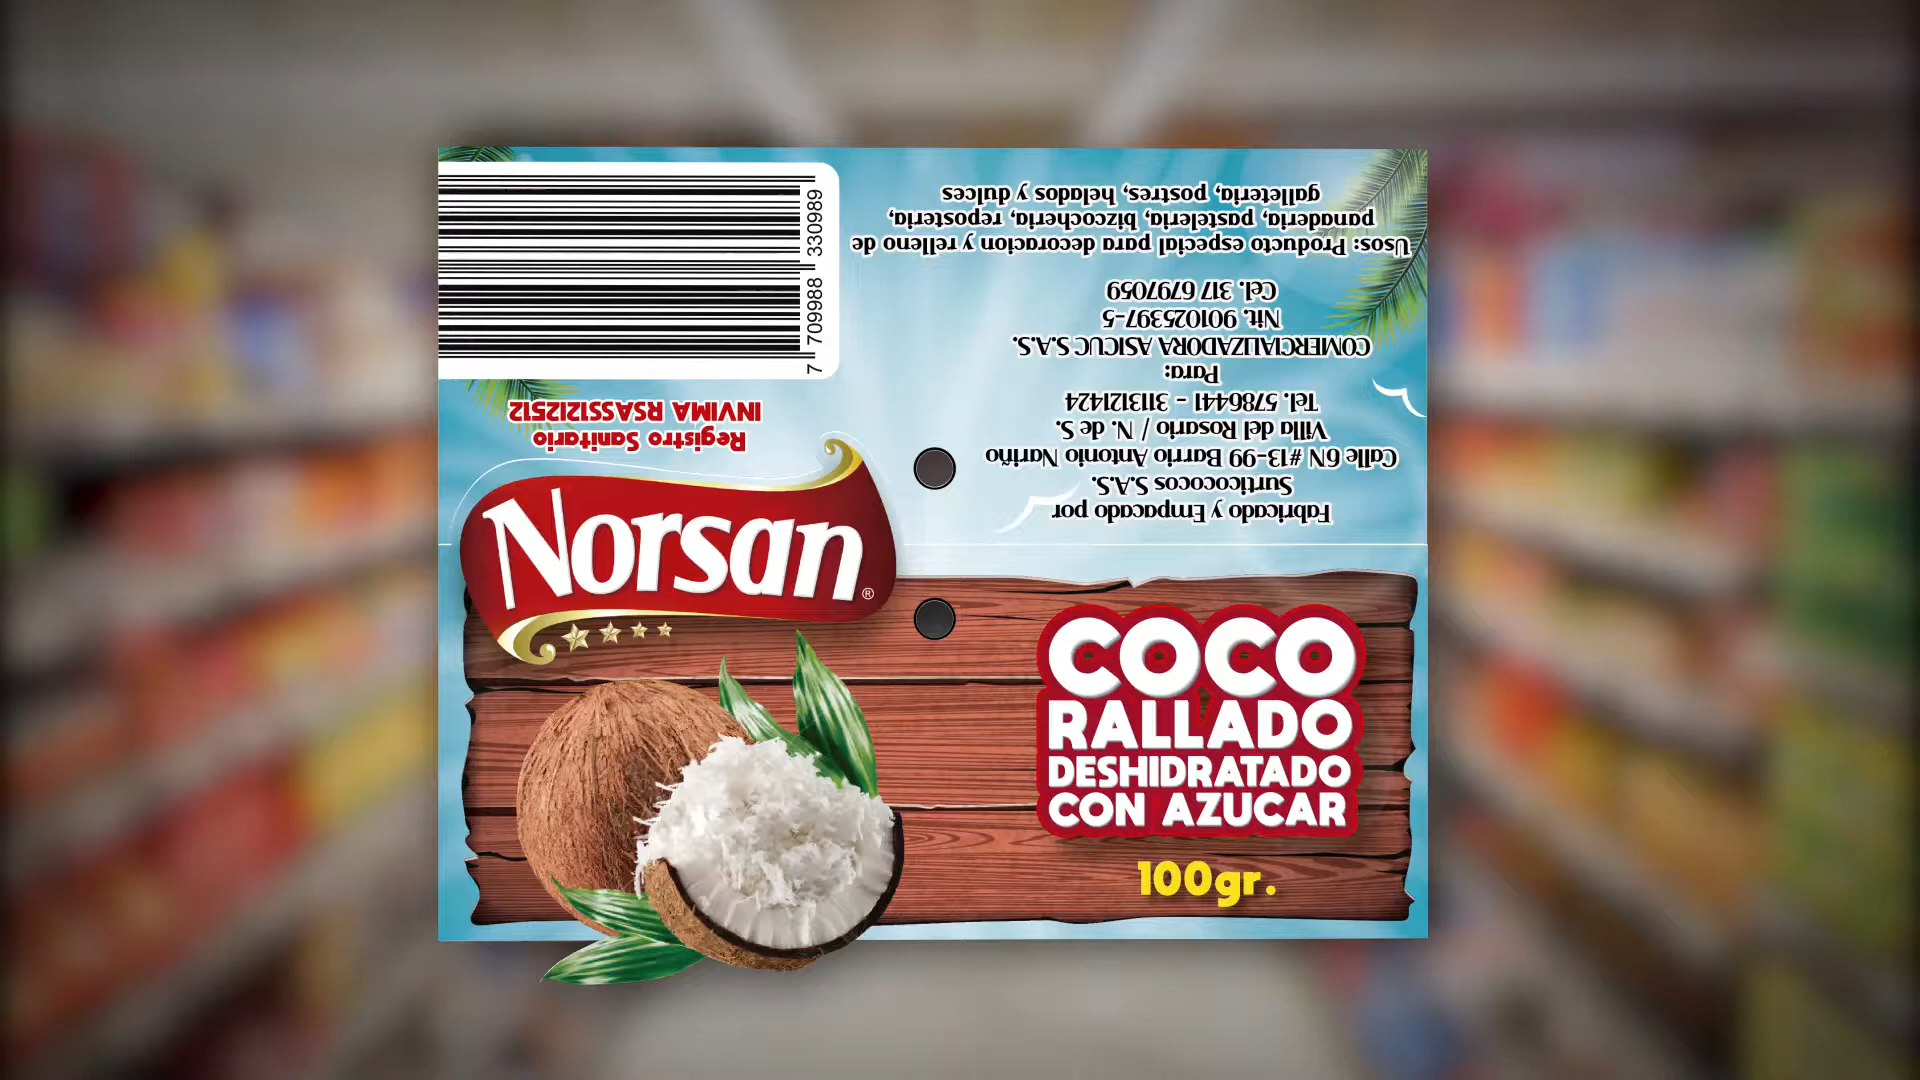 Norsan®
COCO
RALLADO
DESHIDRATADO
CON AZUCAR
100gr.
Registro Sanitario
INVIMA RSASS1212512
7 709988 330989
Fabricado y Empacado por
Surticocos S.A.S.
Calle 6N #13-99 Barrio Antonio Nariño
Villa del Rosario / N. de S.
Tel. 5786441 - 3113121424
Para:
COMERCIALIZADORA ASICUC S.A.S.
Nit. 901025397-5
Cel. 317 6797059
Usos: Producto especial para decoracion y relleno de
panaderia, pasteleria, bizcocheria, reposteria,
galleteria, postres, helados y dulces